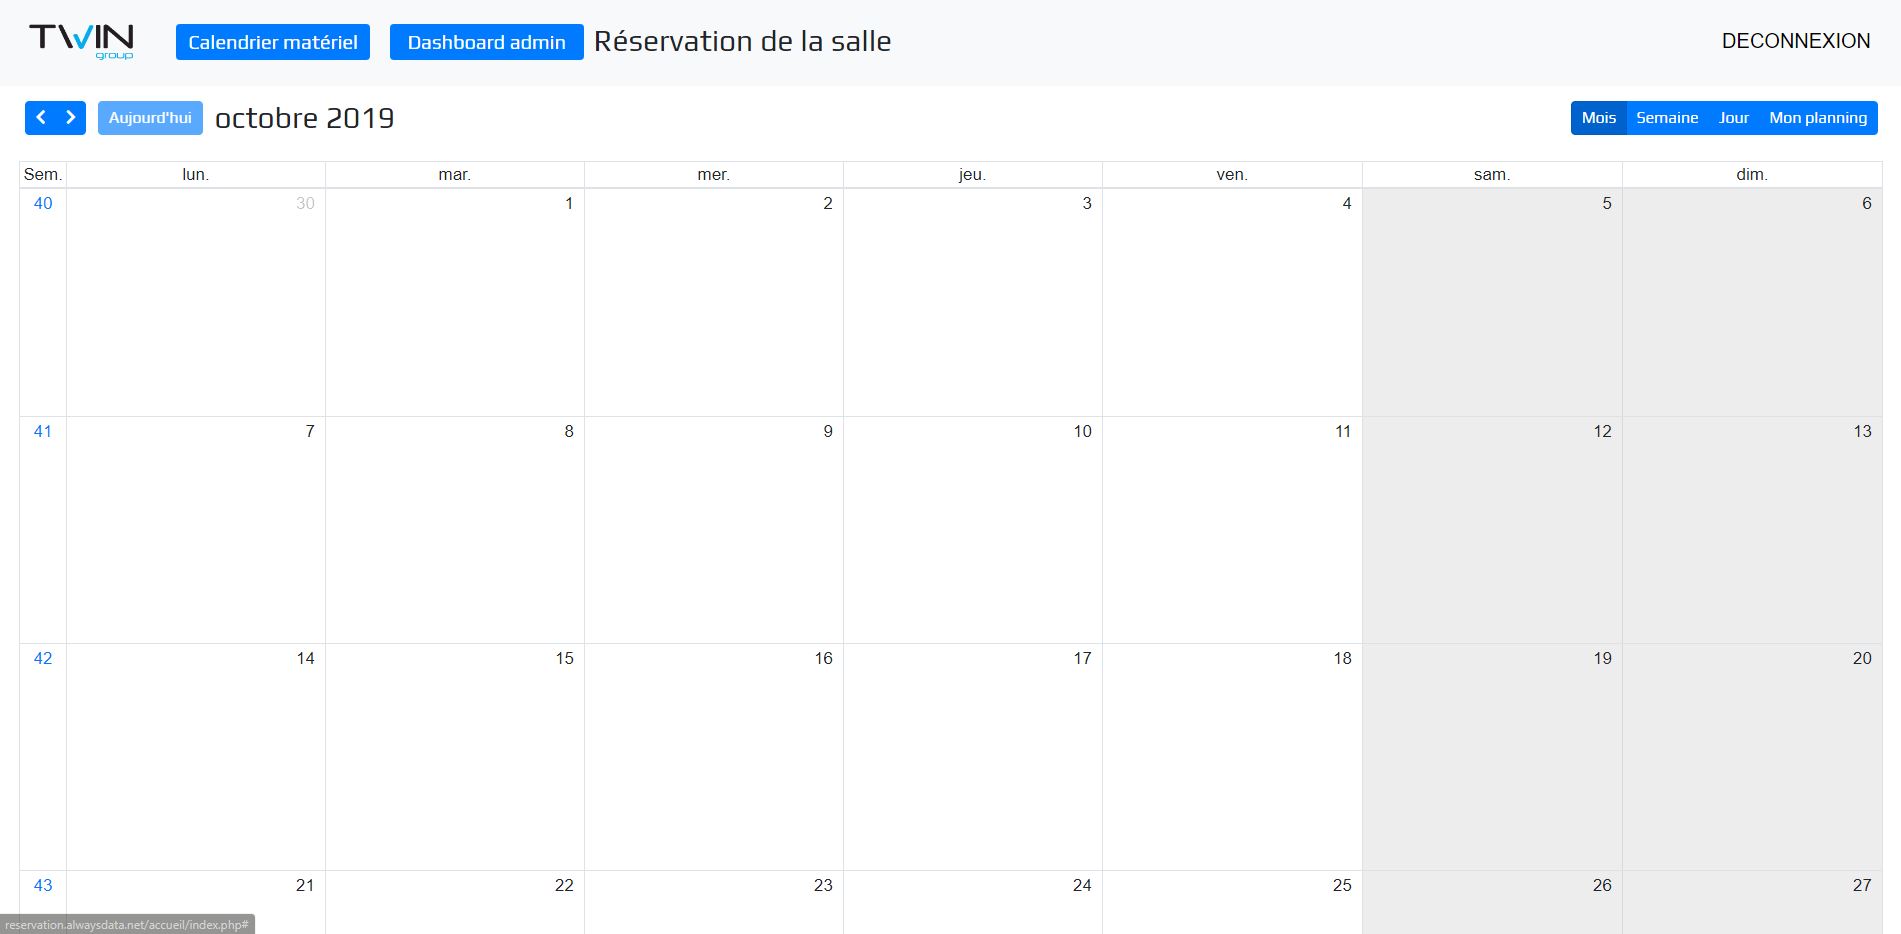 TWIN group Calendrier matériel Dashboard admin Réservation de la salle DECONNEXION
Aujourd'hui octobre 2019 Mois Semaine Jour Mon planning
Sem. lun. mar. mer. jeu. ven. sam. dim.
40 30 1 2 3 4 5 6
41 7 8 9 10 11 12 13
42 14 15 16 17 18 19 20
43 21 22 23 24 25 26 27
reservation.alwaysdata.net/accueil/index.php#